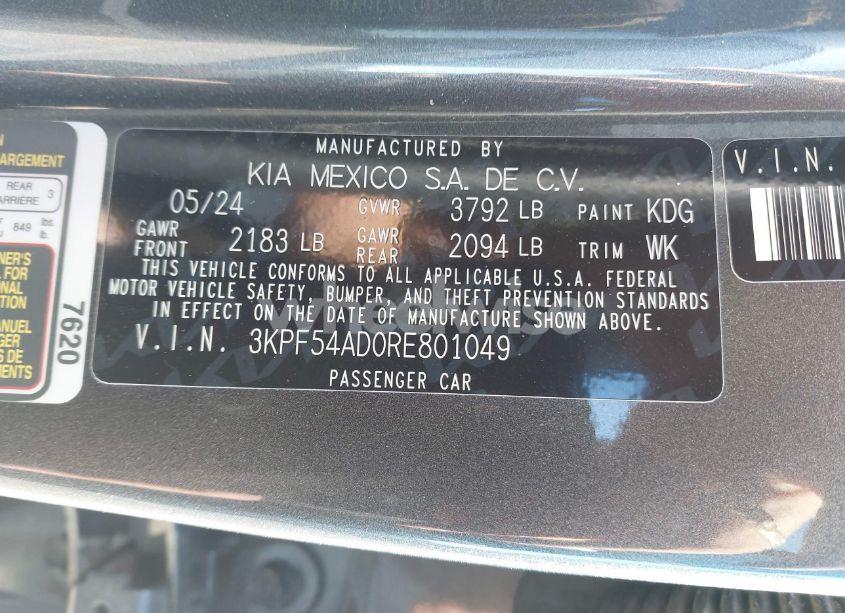 MANUFACTURED BY
KIA MEXICO S.A. DE C.V.
05/24 GVWR 3792 LB PAINT KDG
GAWR FRONT 2183 LB GAWR REAR 2094 LB TRIM WK
THIS VEHICLE CONFORMS TO ALL APPLICABLE U.S.A. FEDERAL
MOTOR VEHICLE SAFETY, BUMPER, AND THEFT PREVENTION STANDARDS
IN EFFECT ON THE DATE OF MANUFACTURE SHOWN ABOVE.
V.I.N. 3KPF54AD0RE801049
PASSENGER CAR
V.I.N.
REAR 3
849 lbs.
7620